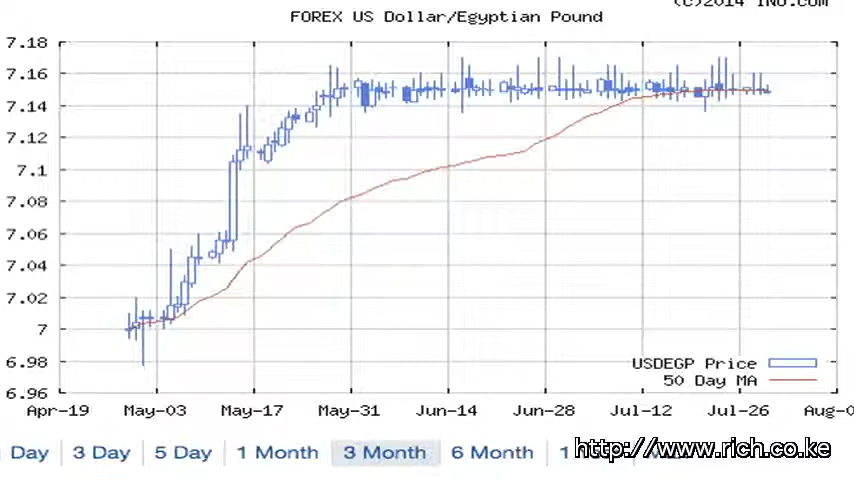 (c)2014 INO.com
FOREX US Dollar/Egyptian Pound
7.18
7.16
7.14
7.12
7.1
7.08
7.06
7.04
7.02
7
6.98
6.96
USDEGP Price
50 Day MA
Apr-19 May-03 May-17 May-31 Jun-14 Jun-28 Jul-12 Jul-26 Aug-0
Day 3 Day 5 Day 1 Month 3 Month 6 Month 1
http://www.rich.co.ke